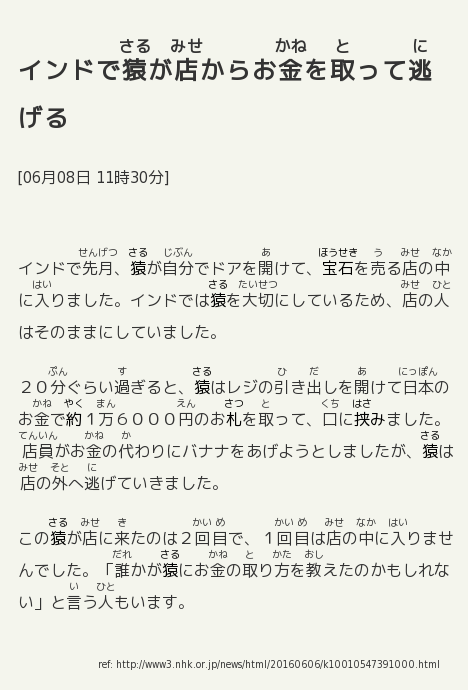 インドで猿が店からお金を取って逃
げる
[06月08日 11時30分]
インドで先月、猿が自分でドアを開けて、宝石を売る店の中
に入りました。インドでは猿を大切にしているため、店の人
はそのままにしていました。
２０分ぐらい過ぎると、猿はレジの引き出しを開けて日本の
お金で約１万６０００円のお札を取って、口に挟みました。
店員がお金の代わりにバナナをあげようとしましたが、猿は
店の外へ逃げていきました。
この猿が店に来たのは２回目で、１回目は店の中に入りませ
んでした。「誰かが猿にお金の取り方を教えたのかもしれな
い」と言う人もいます。
ref: http://www3.nhk.or.jp/news/html/20160606/k10010547391000.html